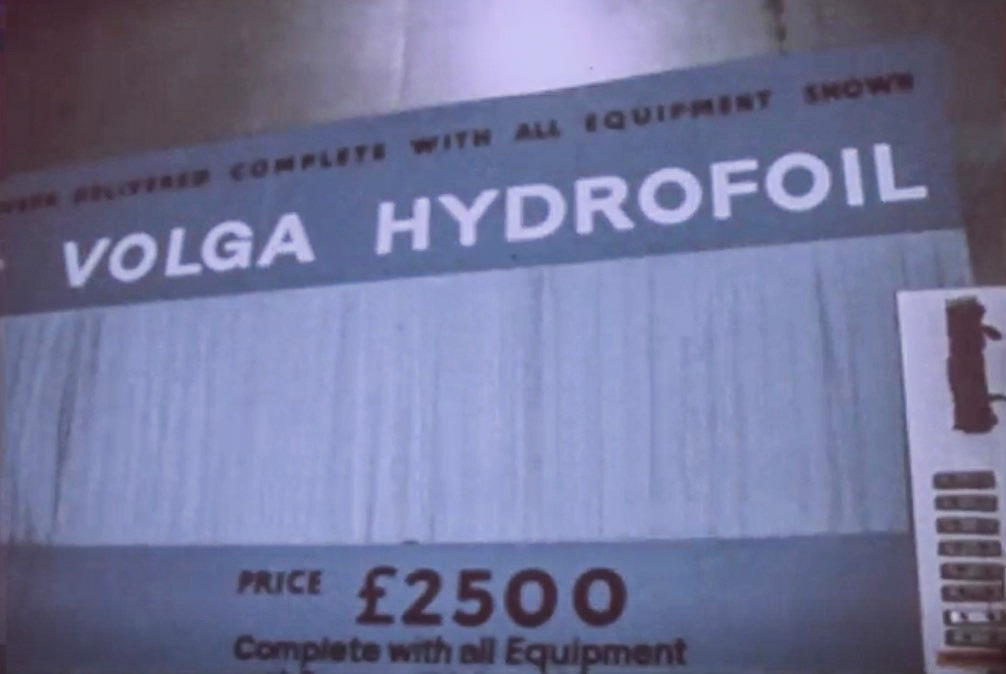 DELIVERED COMPLETE WITH ALL EQUIPMENT SHOWN
VOLGA HYDROFOIL
PRICE £2500
Complete with all Equipment